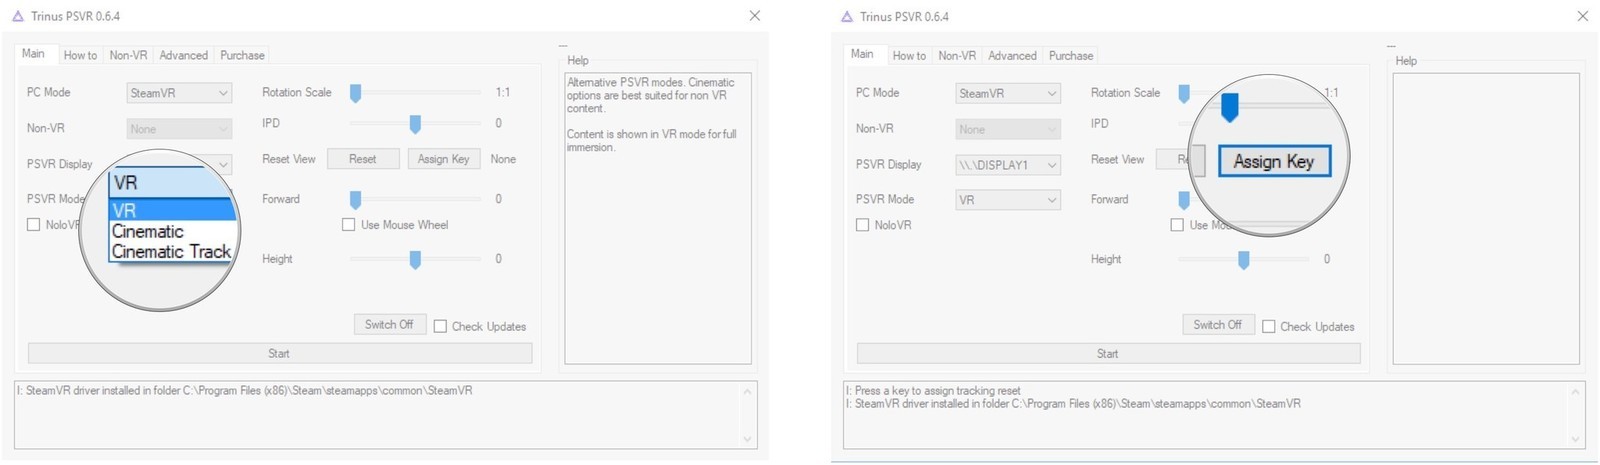 Trinus PSVR 0.6.4
Main How to Non-VR Advanced Purchase
PC Mode SteamVR
Non-VR None
PSVR Display
VR
PSVR Mode
VR
Cinematic
Cinematic Track
NoloVR
Rotation Scale 1:1
IPD 0
Reset View Reset Assign Key None
Forward 0
Use Mouse Wheel
Height 0
Switch Off Check Updates
Start
Help
Alternative PSVR modes. Cinematic
options are best suited for non VR
content.
Content is shown in VR mode for full
immersion.
I: SteamVR driver installed in folder C:\Program Files (x86)\Steam\steamapps\common\SteamVR
Trinus PSVR 0.6.4
Main How to Non-VR Advanced Purchase
PC Mode SteamVR
Non-VR None
PSVR Display \\.\DISPLAY1
PSVR Mode VR
NoloVR
Rotation Scale 1:1
IPD
Reset View Assign Key
Forward
Use
Height 0
Switch Off Check Updates
Start
Help
I: Press a key to assign tracking reset
I: SteamVR driver installed in folder C:\Program Files (x86)\Steam\steamapps\common\SteamVR